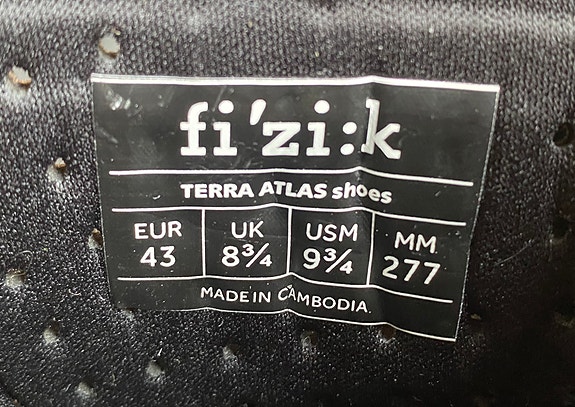 fi'zi:k
TERRA ATLAS shoes
EUR UK USM MM
43 8¾ 9¾ 277
MADE IN CAMBODIA.